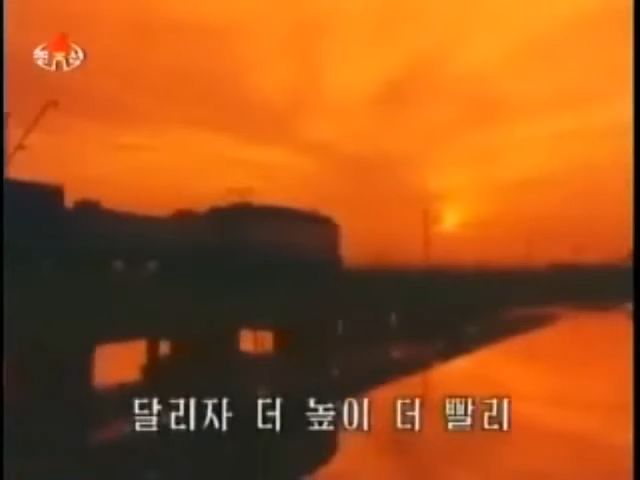 달리자 더 높이 더 빨리